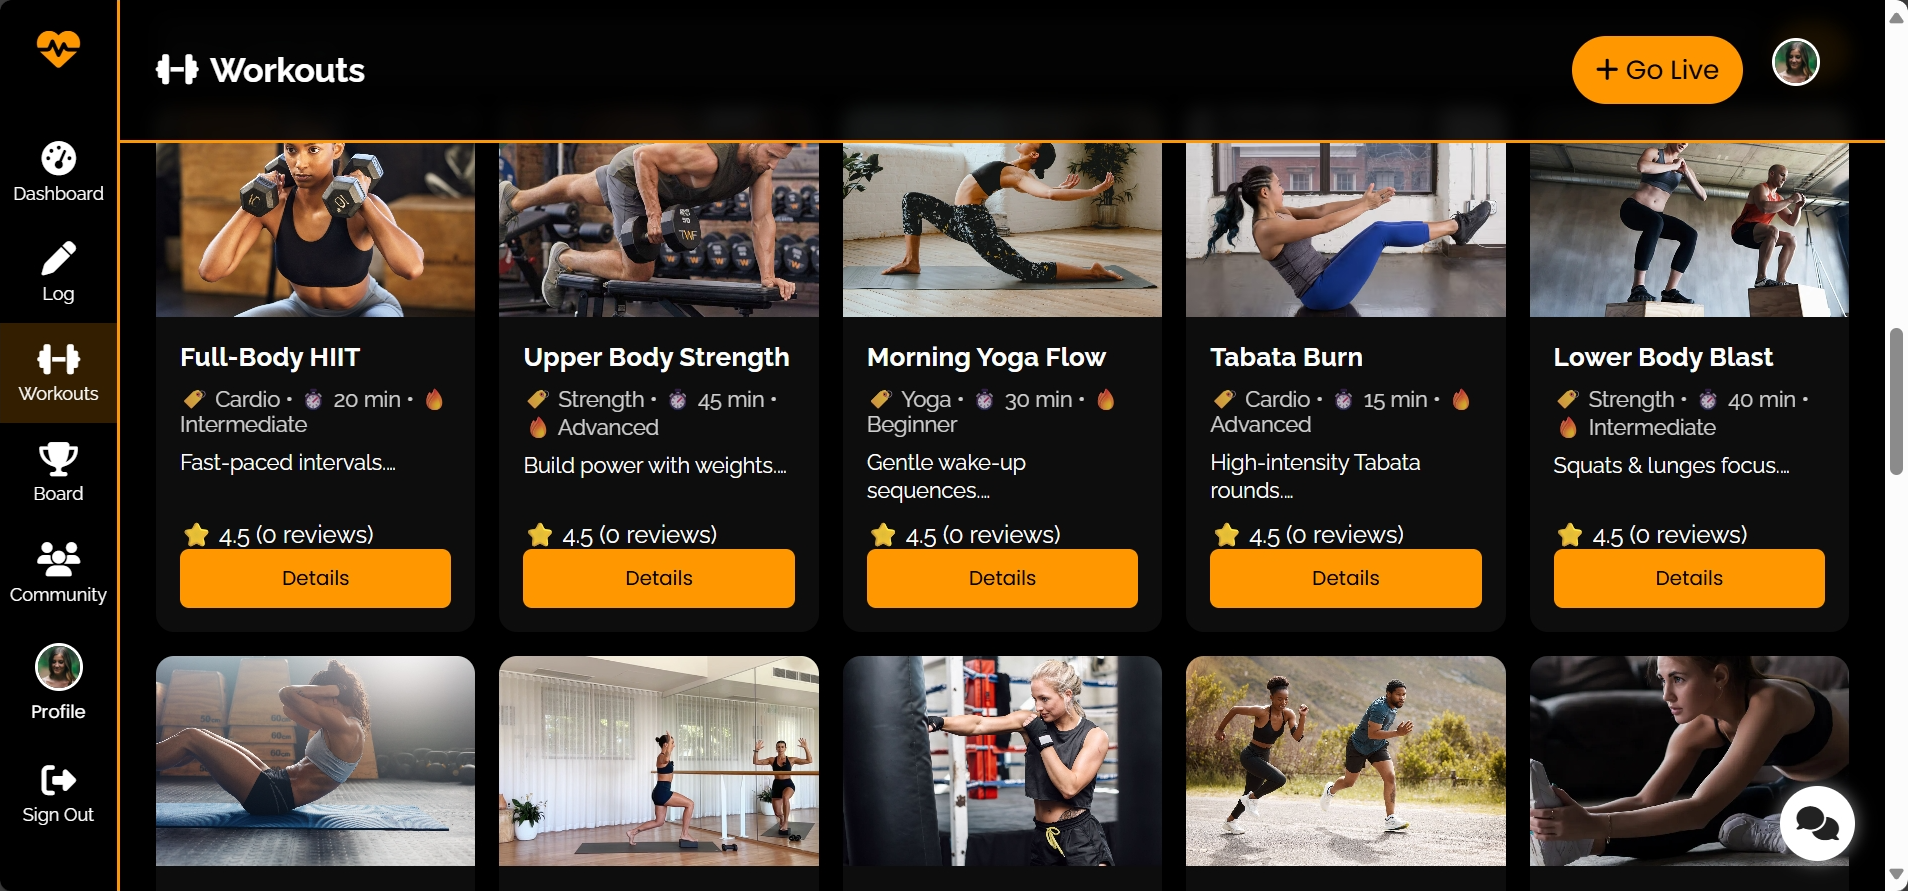 Workouts
+ Go Live
Dashboard
Log
Workouts
Board
Community
Profile
Sign Out
Full-Body HIIT
Cardio • 20 min •
Intermediate
Fast-paced intervals....
4.5 (0 reviews)
Details
Upper Body Strength
Strength • 45 min •
Advanced
Build power with weights....
4.5 (0 reviews)
Details
Morning Yoga Flow
Yoga • 30 min •
Beginner
Gentle wake-up
sequences....
4.5 (0 reviews)
Details
Tabata Burn
Cardio • 15 min •
Advanced
High-intensity Tabata
rounds....
4.5 (0 reviews)
Details
Lower Body Blast
Strength • 40 min •
Intermediate
Squats & lunges focus....
4.5 (0 reviews)
Details